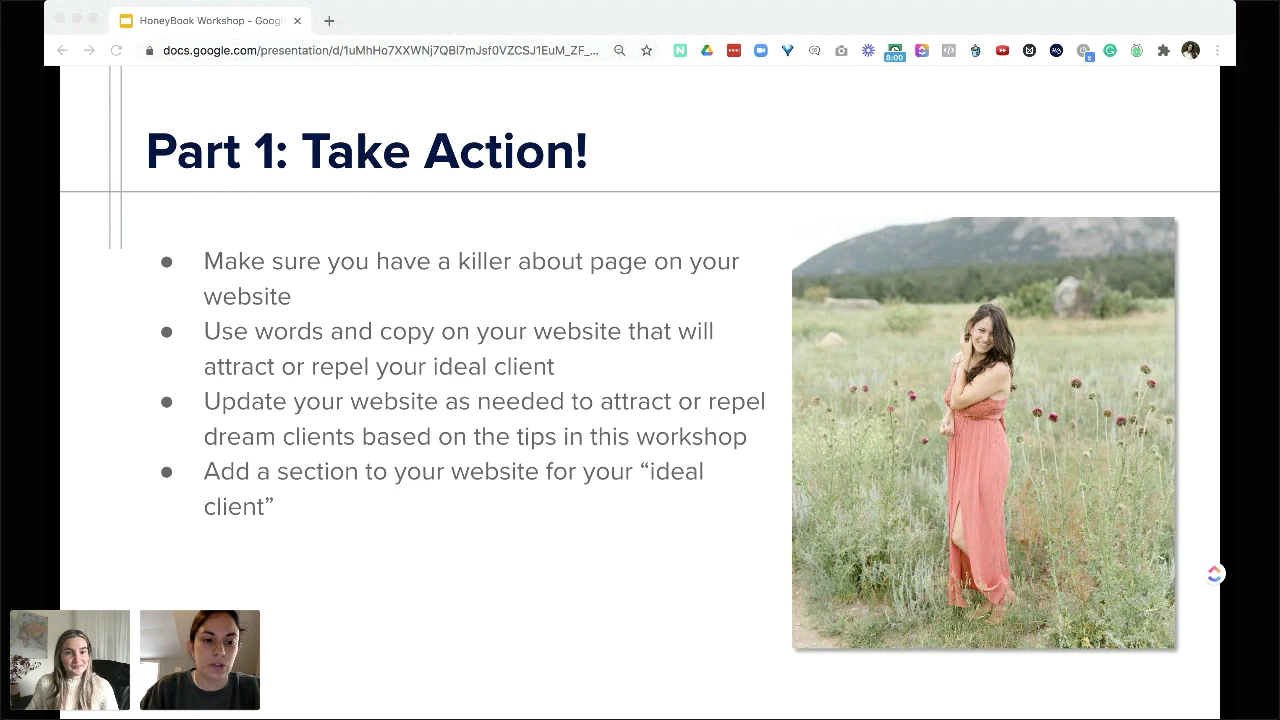 HoneyBook Workshop - Googl
docs.google.com/presentation/d/1uMhHo7XXWNj7QBl7mJsf0VZCSJ1EuM_ZF_...
8:00
Part 1: Take Action!
● Make sure you have a killer about page on your
website
● Use words and copy on your website that will
attract or repel your ideal client
● Update your website as needed to attract or repel
dream clients based on the tips in this workshop
● Add a section to your website for your “ideal
client”